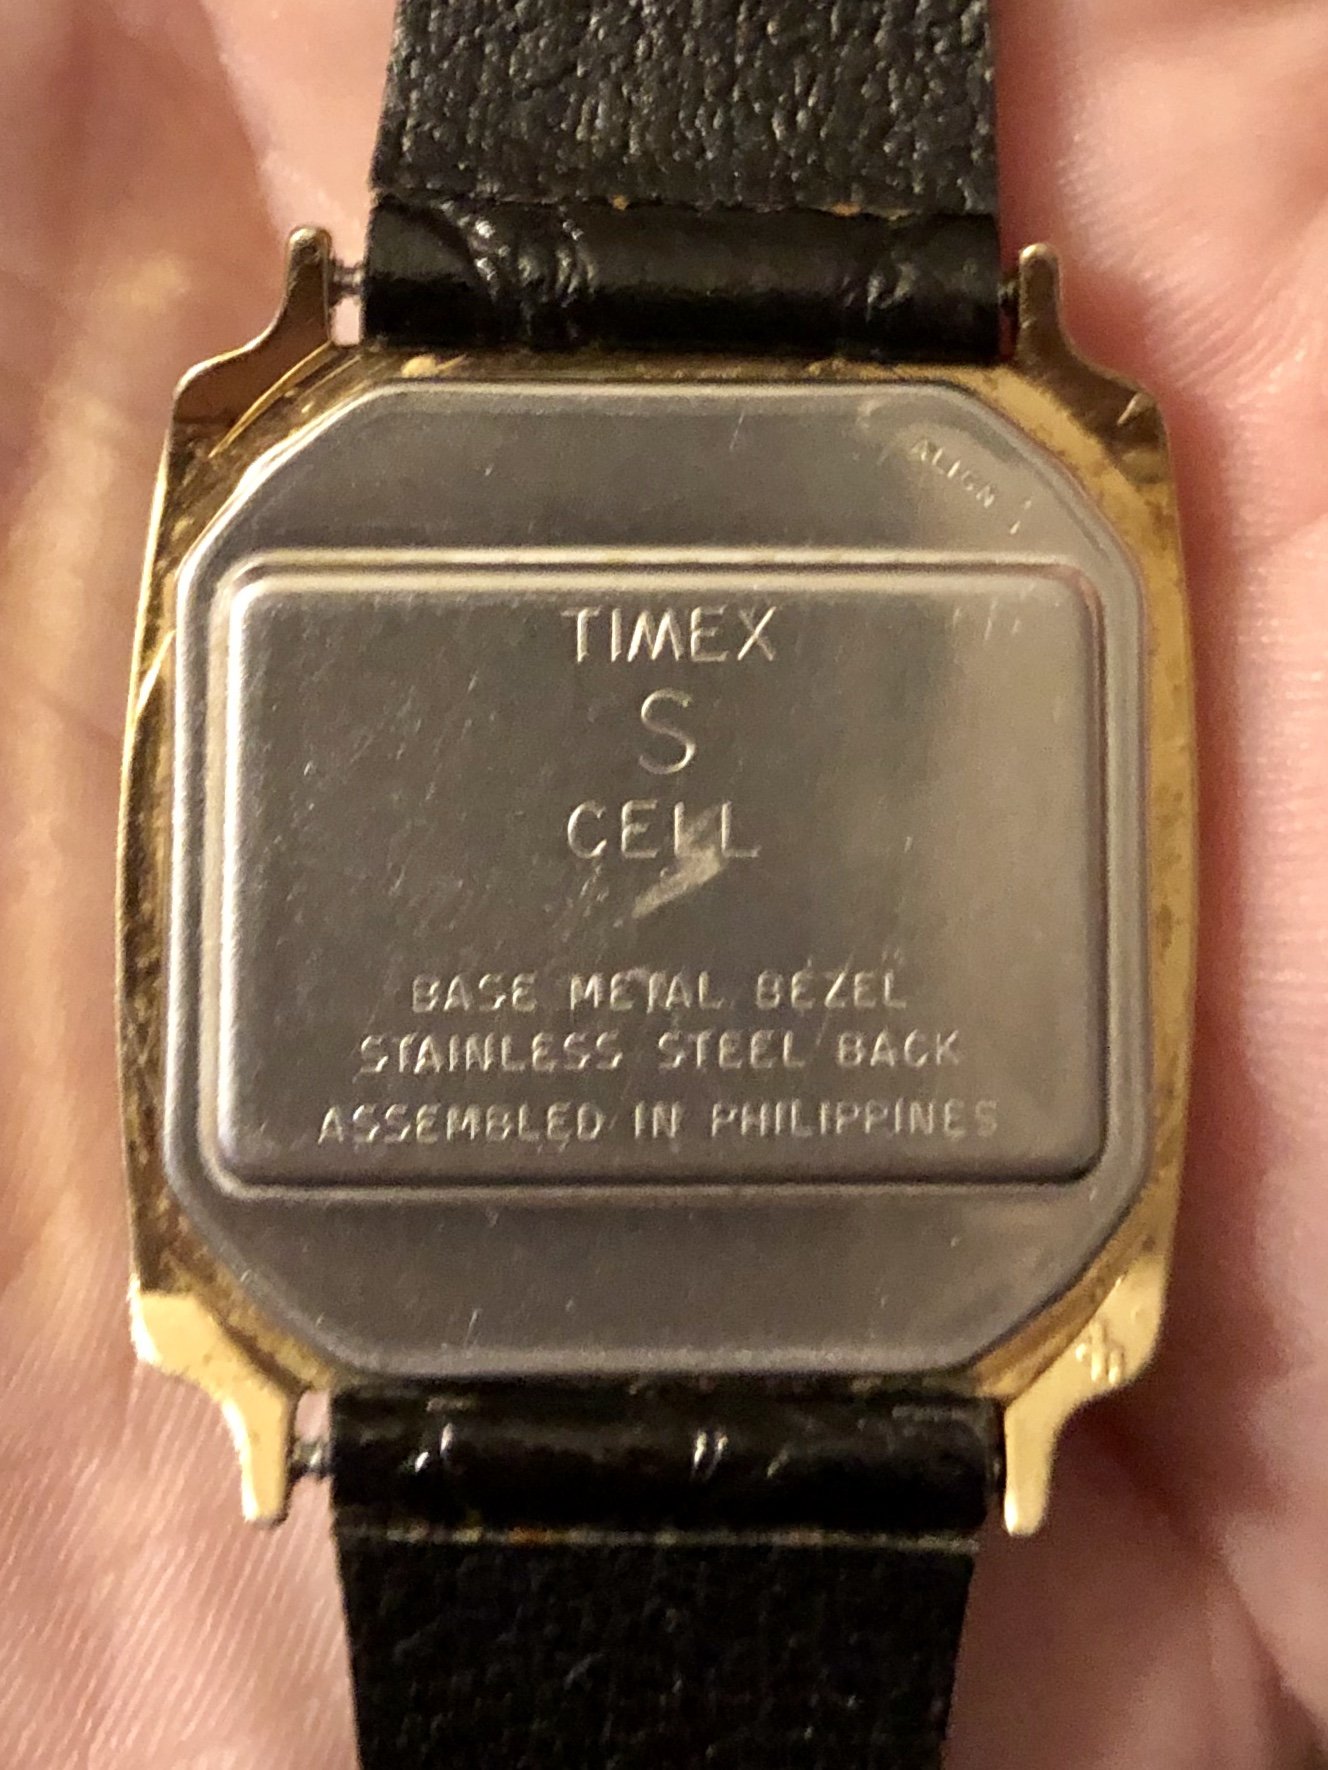 ALIGN
TIMEX
S
CELL
BASE METAL BEZEL
STAINLESS STEEL BACK
ASSEMBLED IN PHILIPPINES